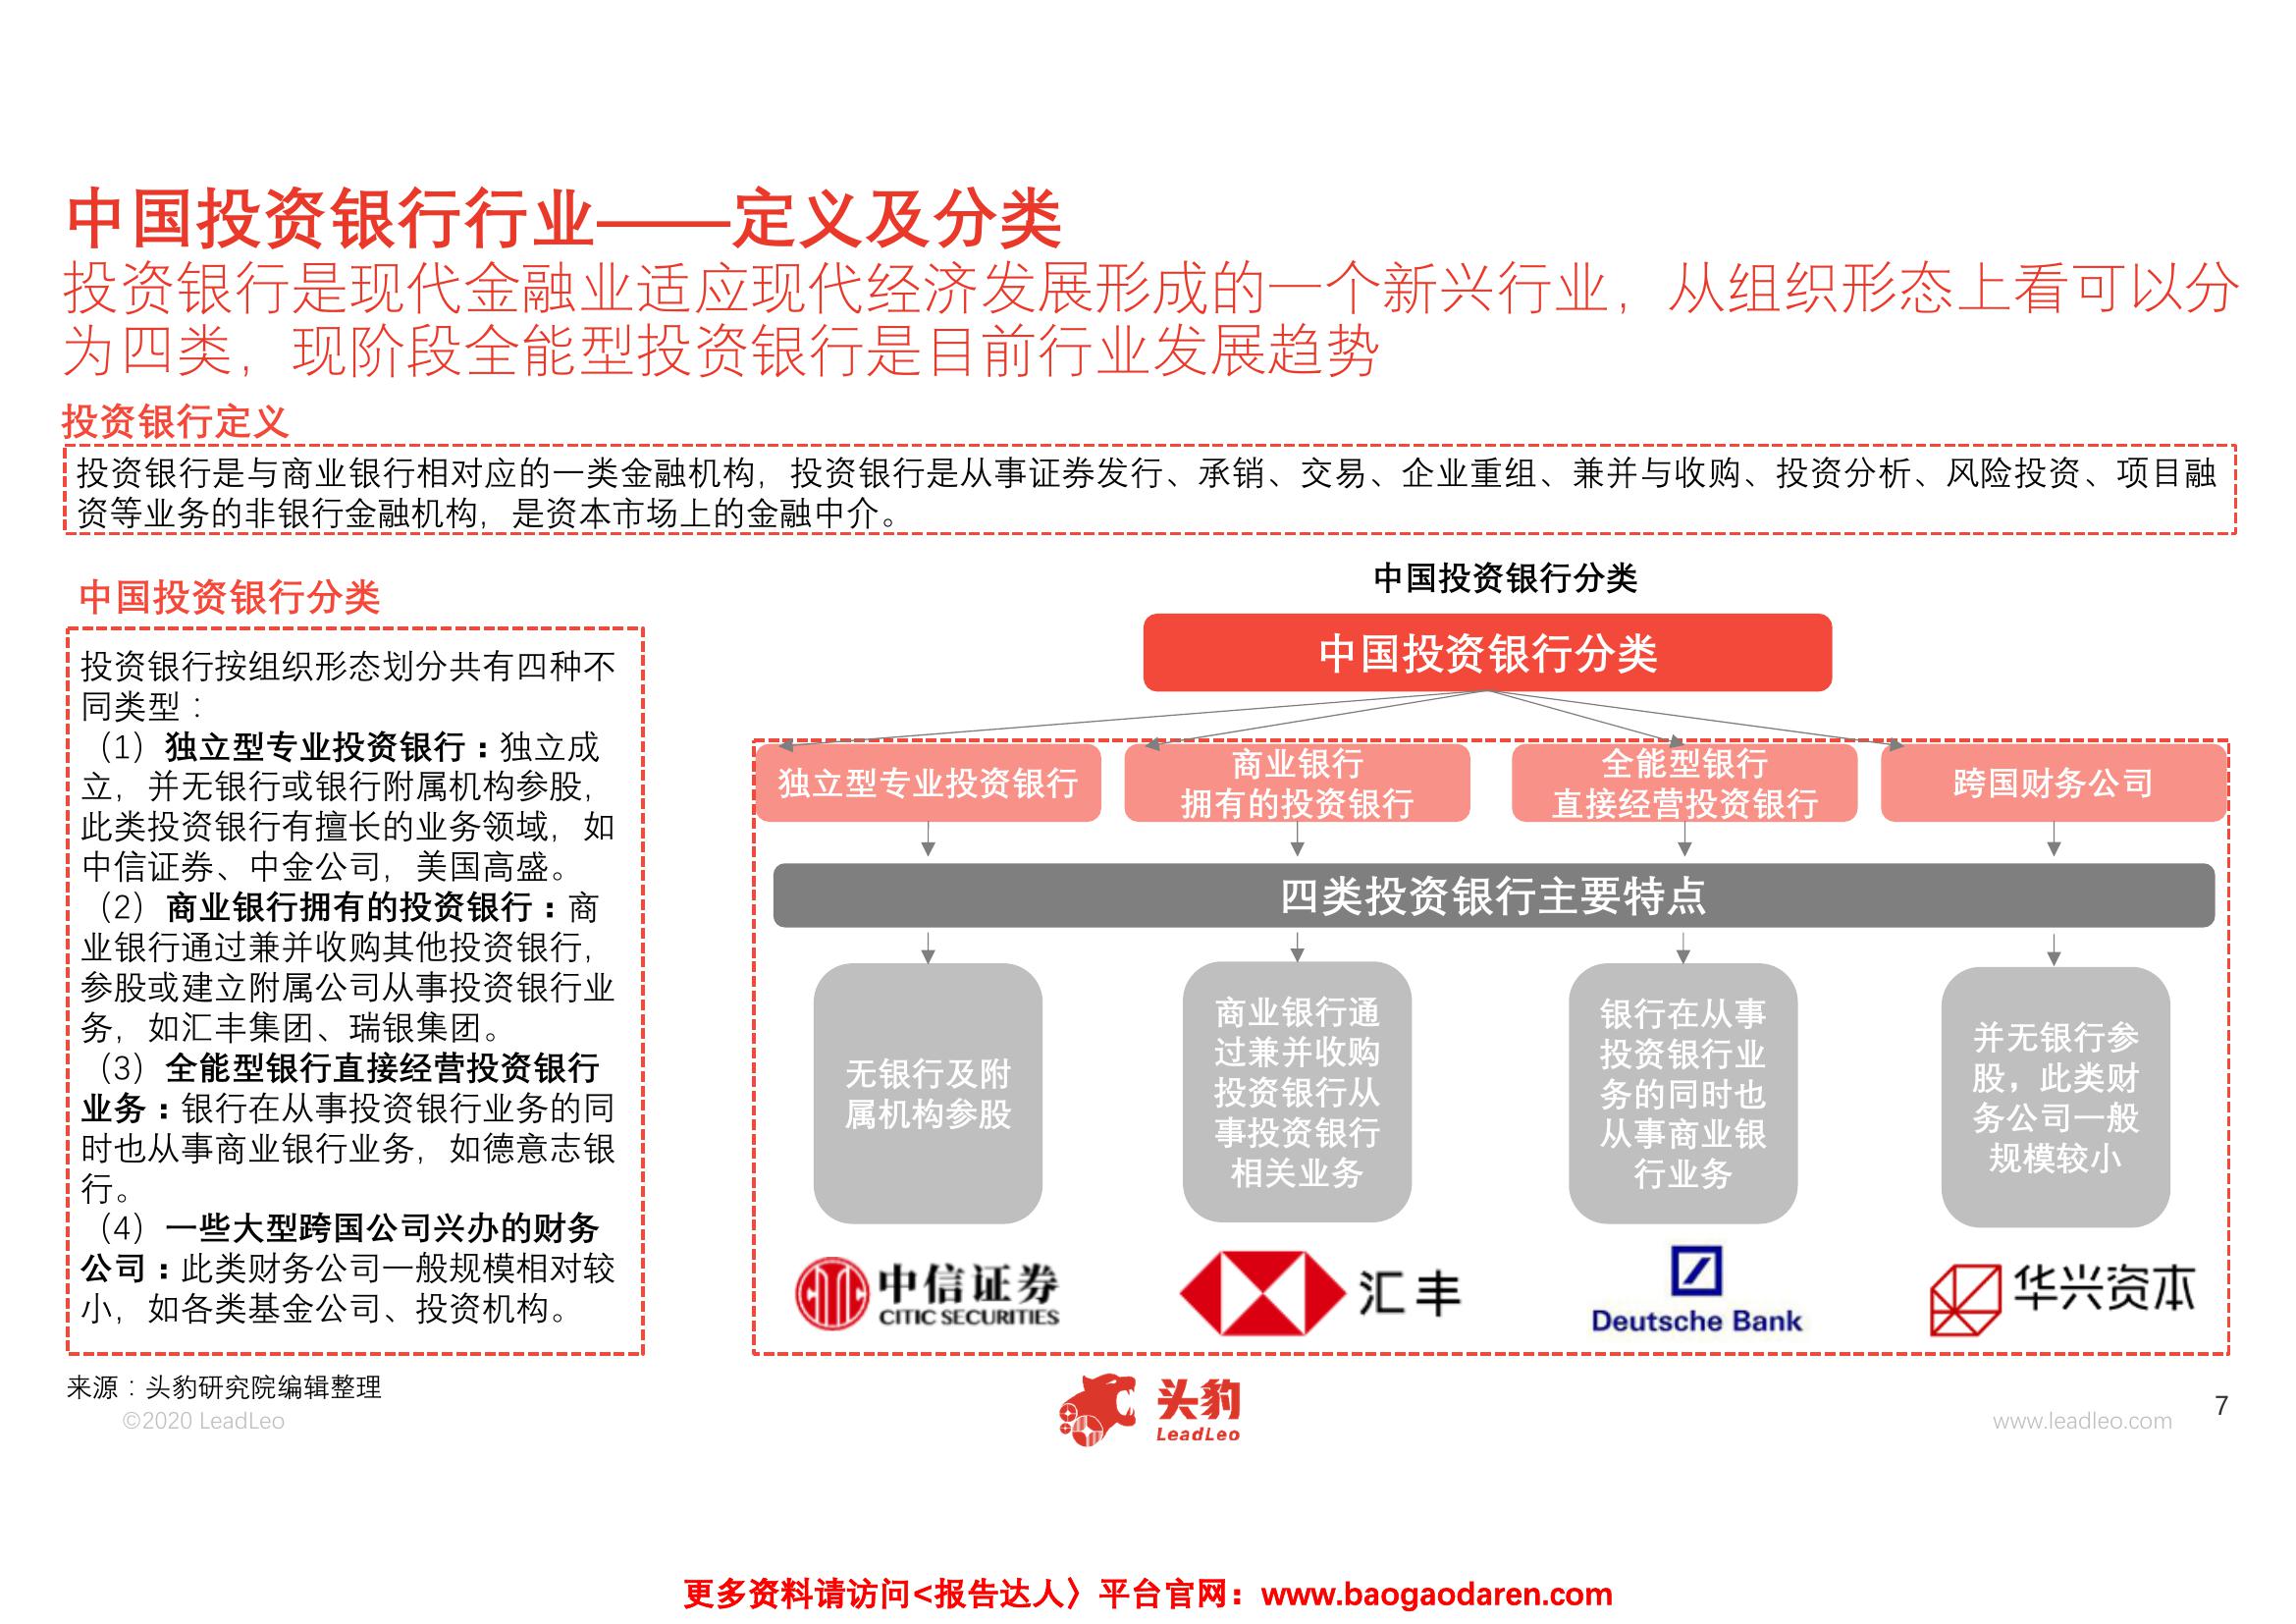 中国投资银行行业——定义及分类
投资银行是现代金融业适应现代经济发展形成的一个新兴行业，从组织形态上看可以分
为四类，现阶段全能型投资银行是目前行业发展趋势
投资银行定义
投资银行是与商业银行相对应的一类金融机构，投资银行是从事证券发行、承销、交易、企业重组、兼并与收购、投资分析、风险投资、项目融
资等业务的非银行金融机构，是资本市场上的金融中介。
中国投资银行分类
投资银行按组织形态划分共有四种不
同类型：
（1）独立型专业投资银行：独立成
立，并无银行或银行附属机构参股，
此类投资银行有擅长的业务领域，如
中信证券、中金公司，美国高盛。
（2）商业银行拥有的投资银行：商
业银行通过兼并收购其他投资银行，
参股或建立附属公司从事投资银行业
务，如汇丰集团、瑞银集团。
（3）全能型银行直接经营投资银行
业务：银行在从事投资银行业务的同
时也从事商业银行业务，如德意志银
行。
（4）一些大型跨国公司兴办的财务
公司：此类财务公司一般规模相对较
小，如各类基金公司、投资机构。
中国投资银行分类
中国投资银行分类
独立型专业投资银行
商业银行
拥有的投资银行
全能型银行
直接经营投资银行
跨国财务公司
四类投资银行主要特点
无银行及附
属机构参股
商业银行通
过兼并收购
投资银行从
事投资银行
相关业务
银行在从事
投资银行业
务的同时也
从事商业银
行业务
并无银行参
股，此类财
务公司一般
规模较小
中信证券
CITIC SECURITIES
汇丰
Deutsche Bank
华兴资本
来源：头豹研究院编辑整理
©2020 LeadLeo
头豹
LeadLeo
www.leadleo.com
7
更多资料请访问<报告达人〉平台官网：www.baogaodaren.com